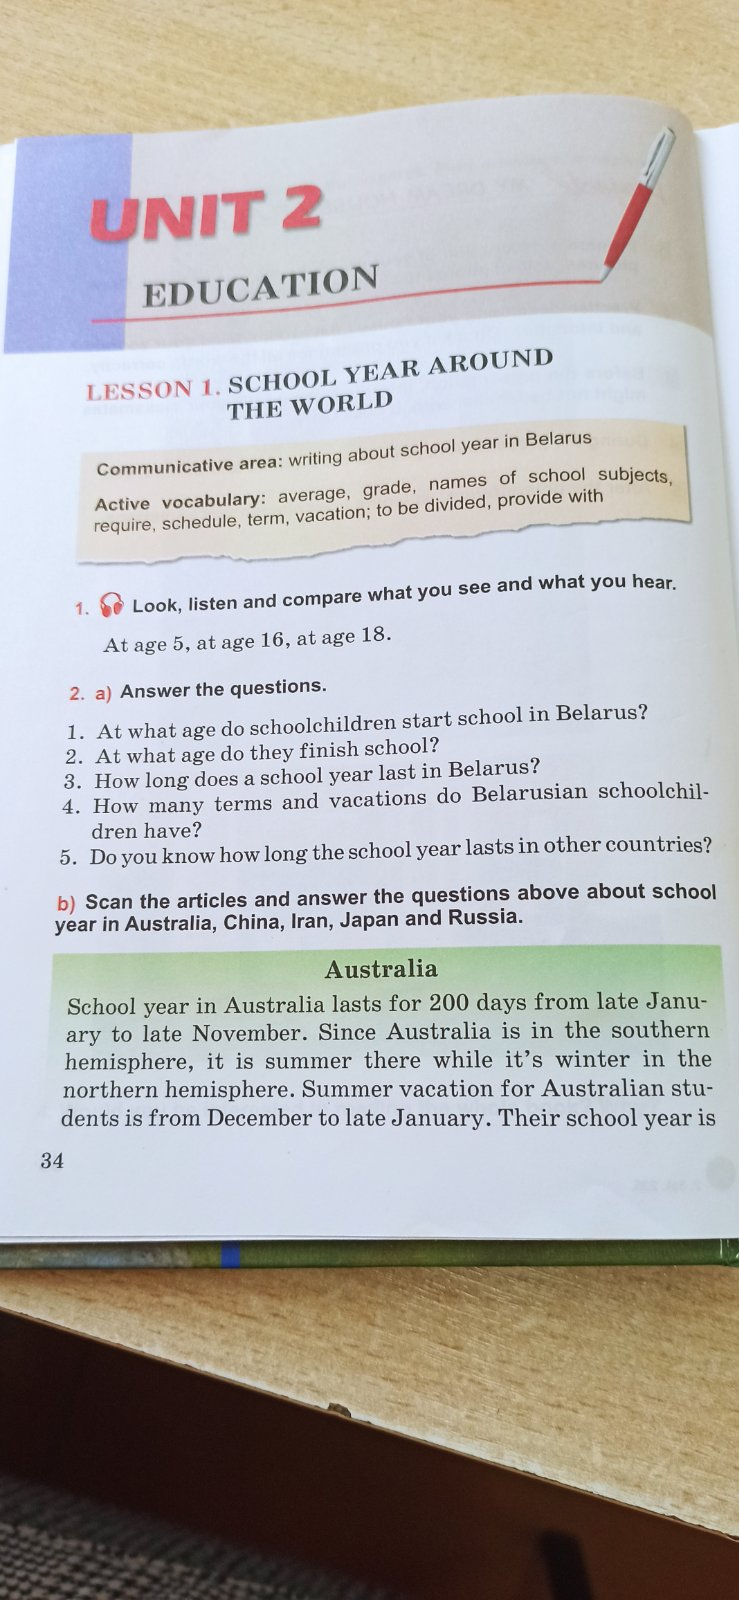 UNIT 2
EDUCATION
LESSON 1. SCHOOL YEAR AROUND
THE WORLD
Communicative area: writing about school year in Belarus
Active vocabulary: average, grade, names of school subjects,
require, schedule, term, vacation; to be divided, provide with
1. Look, listen and compare what you see and what you hear.
At age 5, at age 16, at age 18.
2. a) Answer the questions.
1. At what age do schoolchildren start school in Belarus?
2. At what age do they finish school?
3. How long does a school year last in Belarus?
4. How many terms and vacations do Belarusian schoolchil-
dren have?
5. Do you know how long the school year lasts in other countries?
b) Scan the articles and answer the questions above about school
year in Australia, China, Iran, Japan and Russia.
Australia
School year in Australia lasts for 200 days from late Janu-
ary to late November. Since Australia is in the southern
hemisphere, it is summer there while it's winter in the
northern hemisphere. Summer vacation for Australian stu-
dents is from December to late January. Their school year is
34